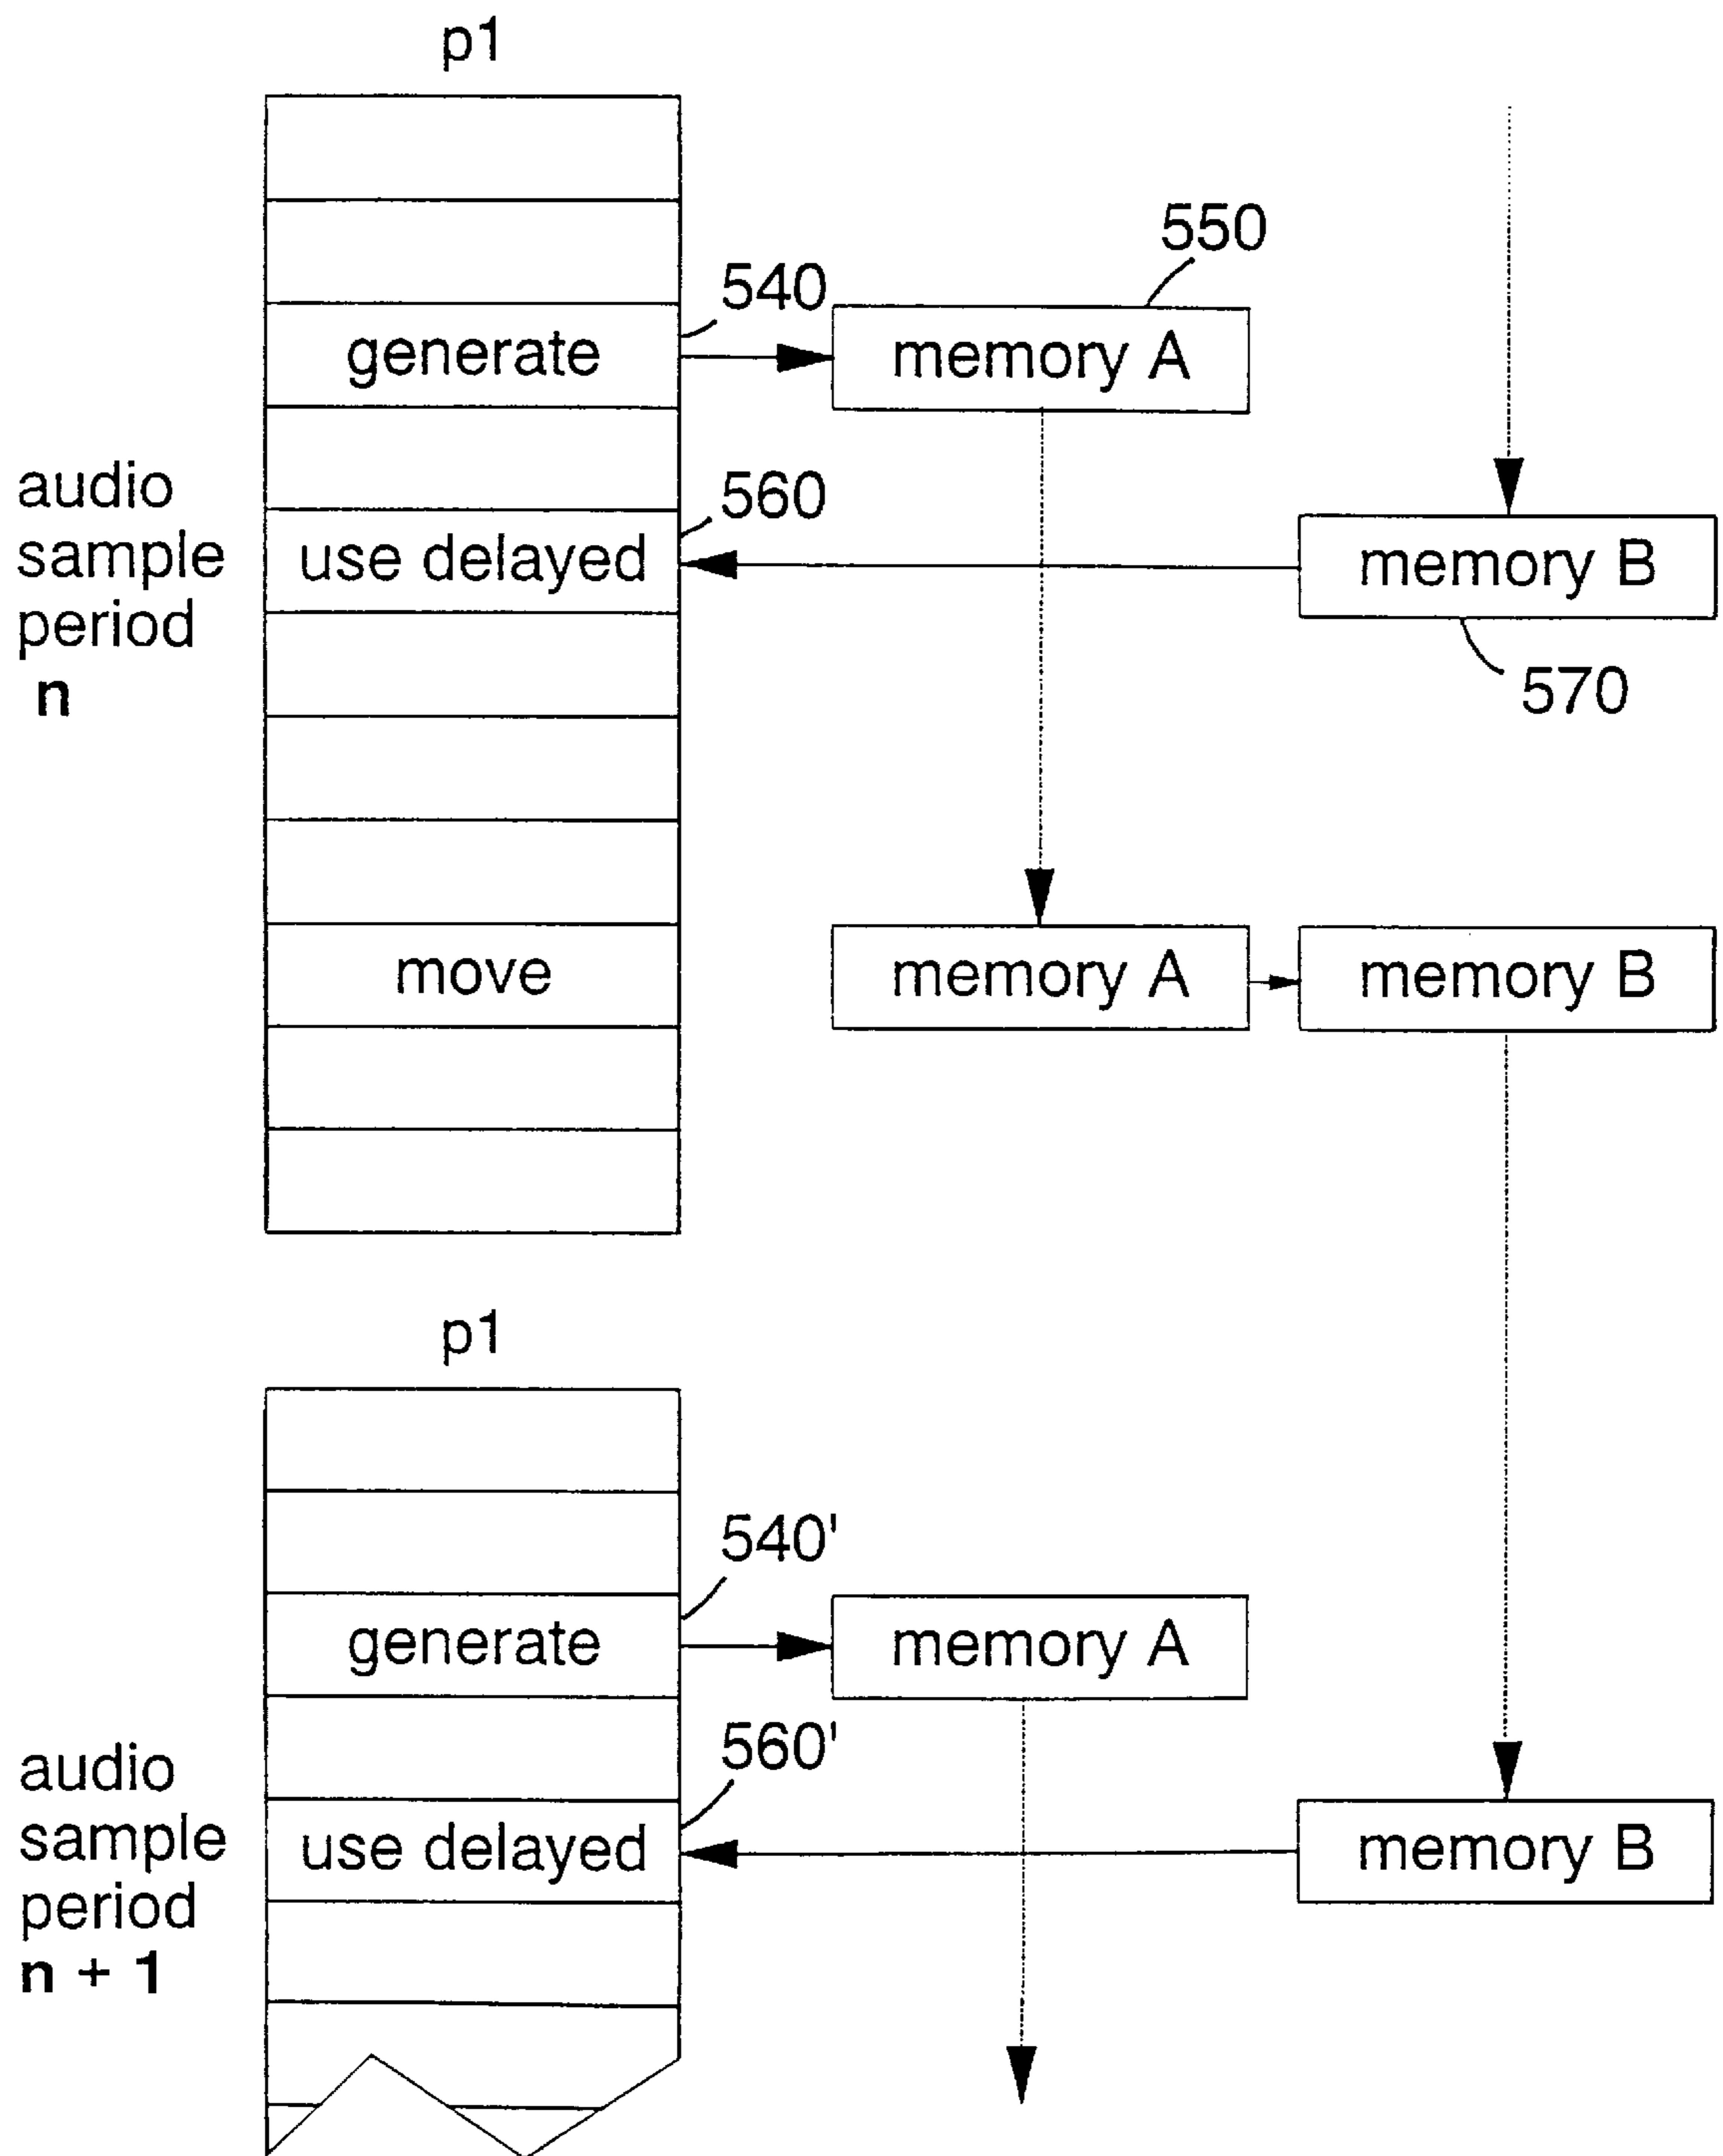 p1
550
540
generate
memory A
audio
sample
period
n
560
use delayed
memory B
570
move
memory A
memory B
p1
540'
generate
memory A
audio
sample
period
n + 1
560'
use delayed
memory B